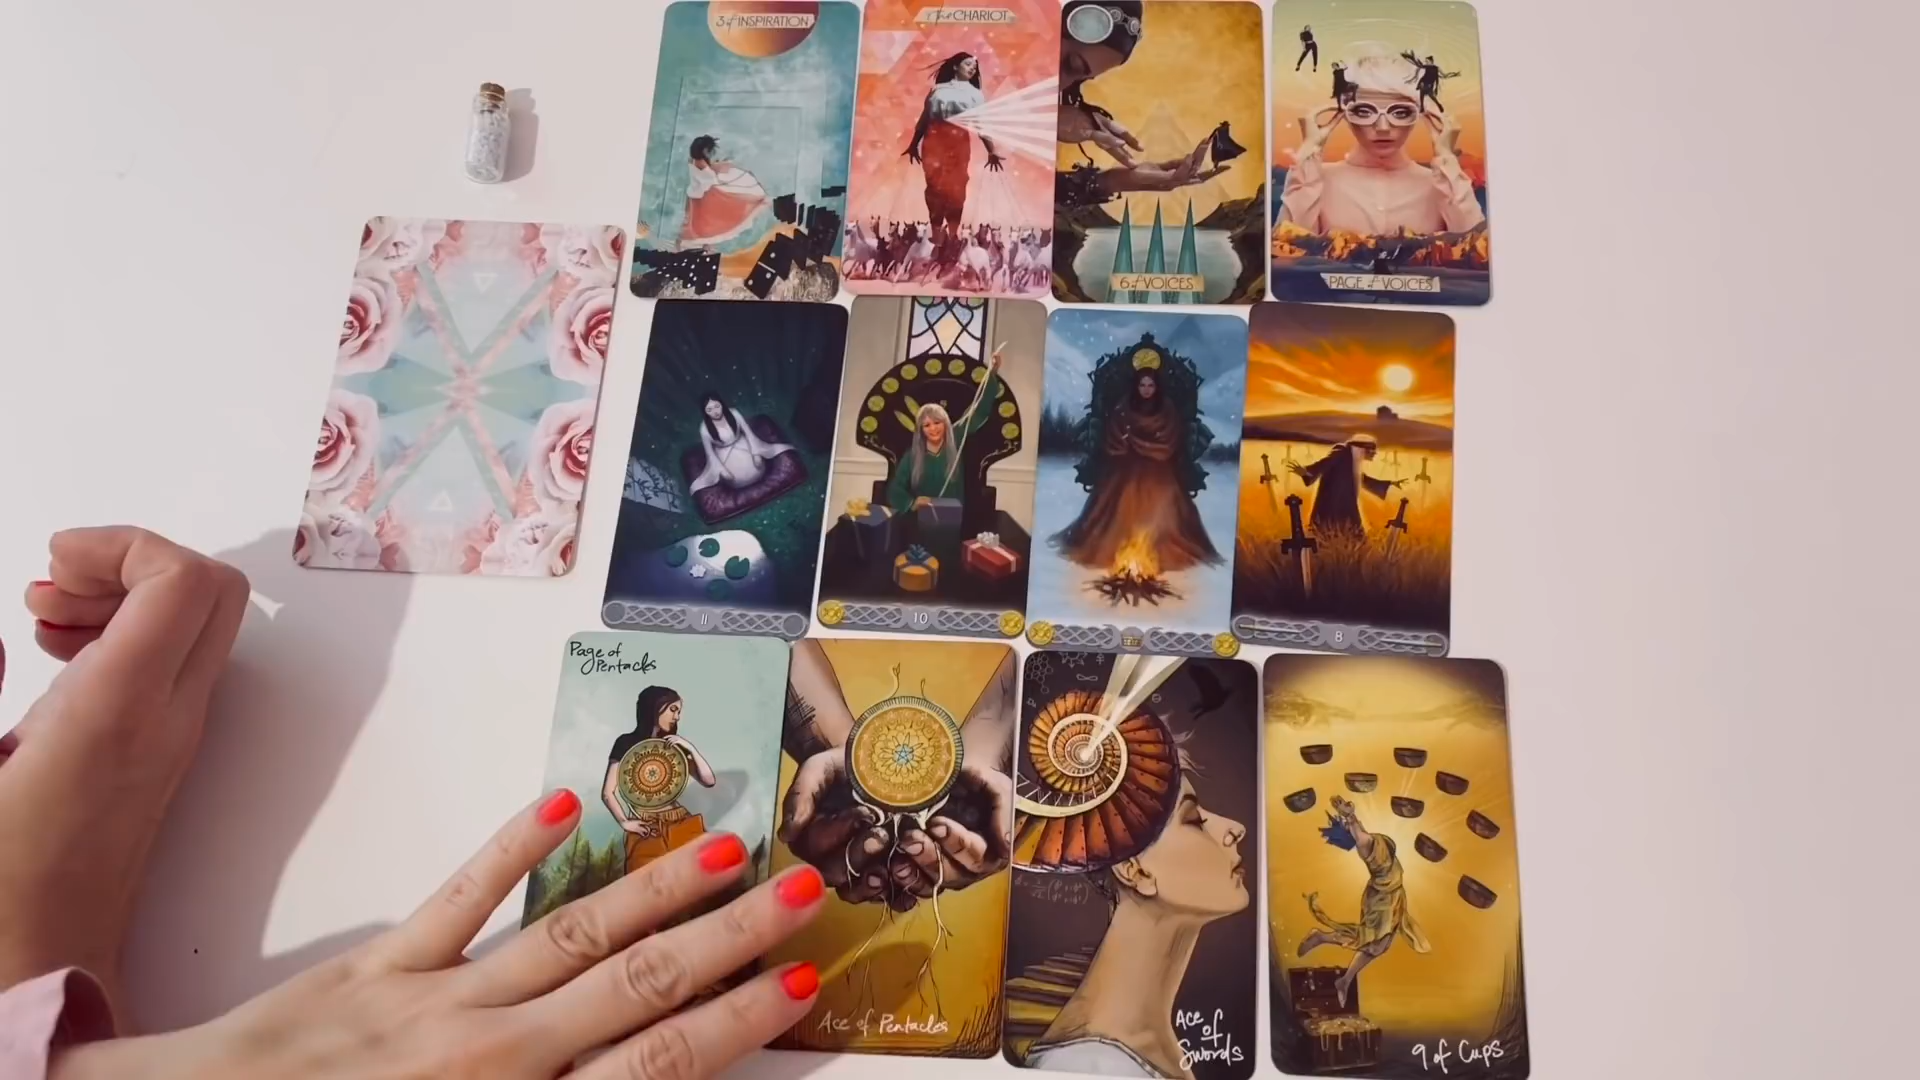 3 of INSPIRATION
The CHARIOT
6 of VOICES
PAGE of VOICES
II
10
8
Page of
Pentacles
Ace of Pentacles
Ace
of
Swords
9 of Cups